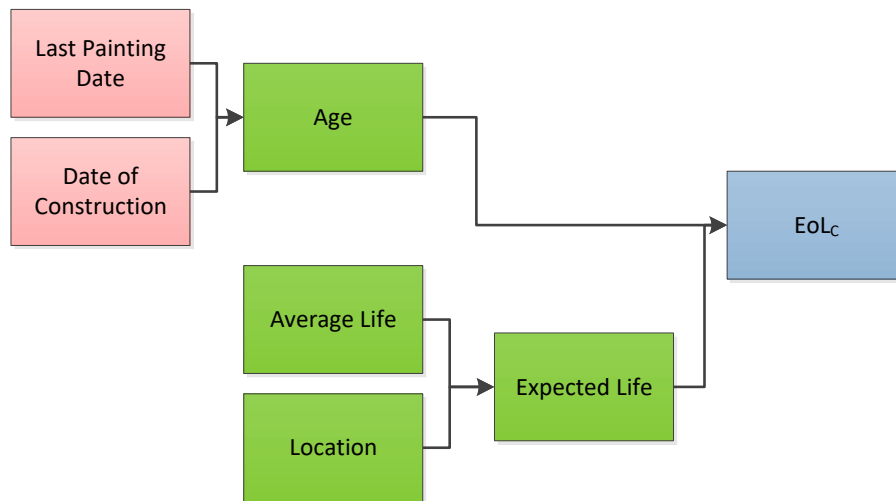 Last Painting
Date
Age
Date of
Construction
EoLC
Average Life
Expected Life
Location